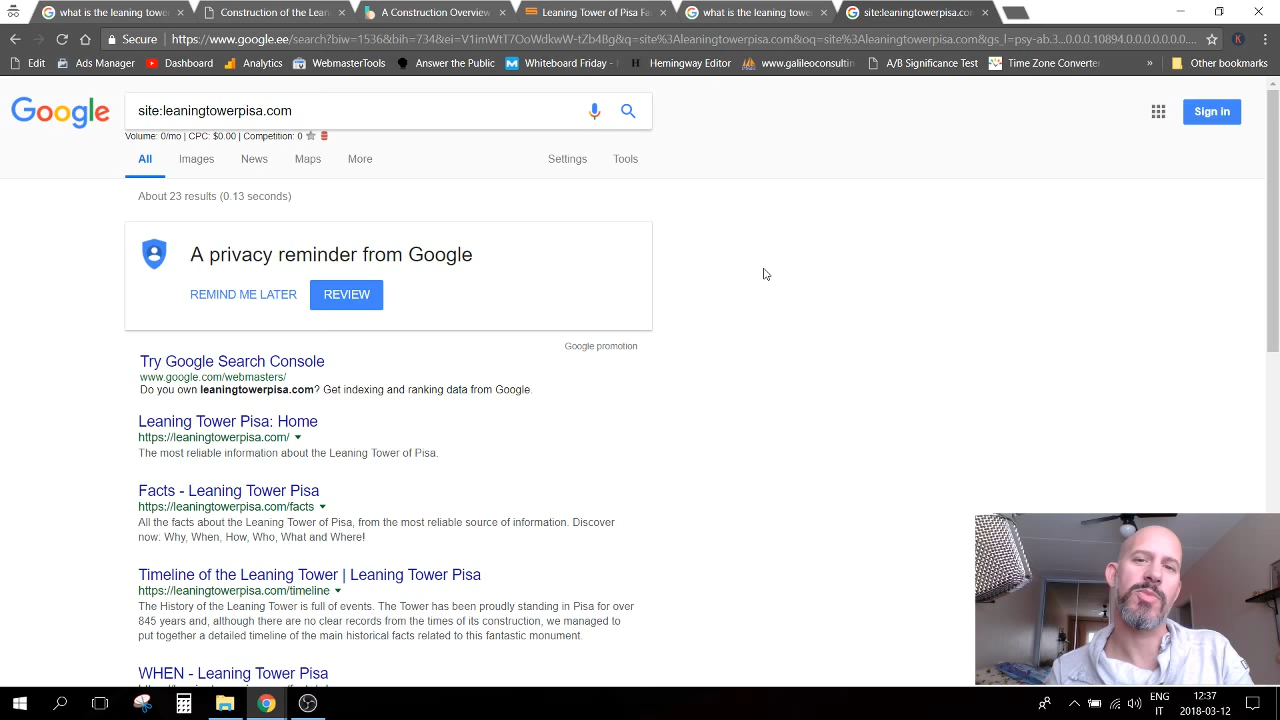 what is the leaning tower
Construction of the Lean
A Construction Overview
Leaning Tower of Pisa Fac
what is the leaning tower
site:leaningtowerpisa.com
Secure
https://www.google.ee/search?biw=1536&bih=734&ei=V1imWtT7OoWdkwW-tZb4Bg&q=site%3Aleaningtowerpisa.com&oq=site%3Aleaningtowerpisa.com&gs_l=psy-ab.3...0.0.0.10894.0.0.0.0.0.0.0.0...
K
Edit
Ads Manager
Dashboard
Analytics
WebmasterTools
Answer the Public
Whiteboard Friday -
H
Hemingway Editor
www.galileoconsultin
A/B Significance Test
Time Zone Converter
»
Other bookmarks
Google
site:leaningtowerpisa.com
Sign in
Volume: 0/mo | CPC: $0.00 | Competition: 0
All
Images
News
Maps
More
Settings
Tools
About 23 results (0.13 seconds)
A privacy reminder from Google
REMIND ME LATER
REVIEW
Google promotion
Try Google Search Console
www.google.com/webmasters/
Do you own leaningtowerpisa.com? Get indexing and ranking data from Google.
Leaning Tower Pisa: Home
https://leaningtowerpisa.com/
The most reliable information about the Leaning Tower of Pisa.
Facts - Leaning Tower Pisa
https://leaningtowerpisa.com/facts
All the facts about the Leaning Tower of Pisa, from the most reliable source of information. Discover
now: Why, When, How, Who, What and Where!
Timeline of the Leaning Tower | Leaning Tower Pisa
https://leaningtowerpisa.com/timeline
The History of the Leaning Tower is full of events. The Tower has been proudly standing in Pisa for over
845 years and, although there are no clear records from the times of its construction, we managed to
put together a detailed timeline of the main historical facts related to this fantastic monument.
WHEN - Leaning Tower Pisa
ENG
IT
12:37
2018-03-12